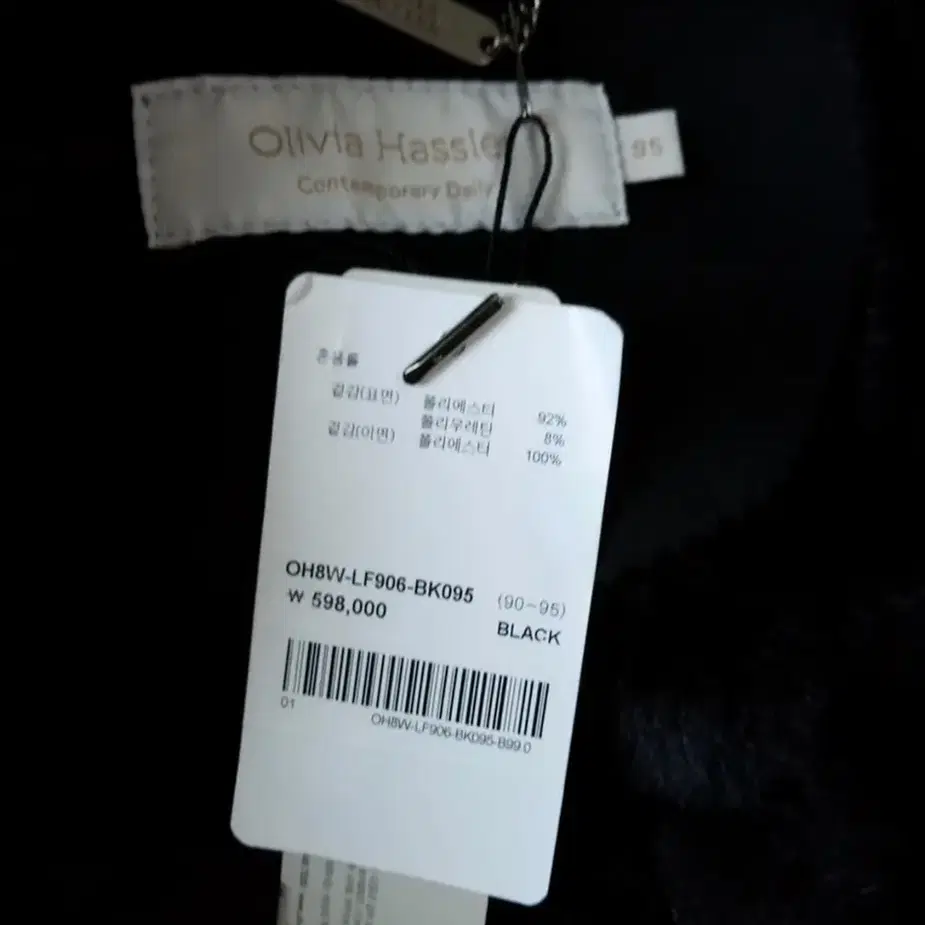 Olivia Hassle
Contemporary Daily
95
혼용률
겉감(표면) 폴리에스터 92%
폴리우레탄 8%
겉감(이면) 폴리에스터 100%
OH8W-LF906-BK095 (90~95)
₩ 598,000 BLACK
01
OH8W-LF906-BK095-B99.0